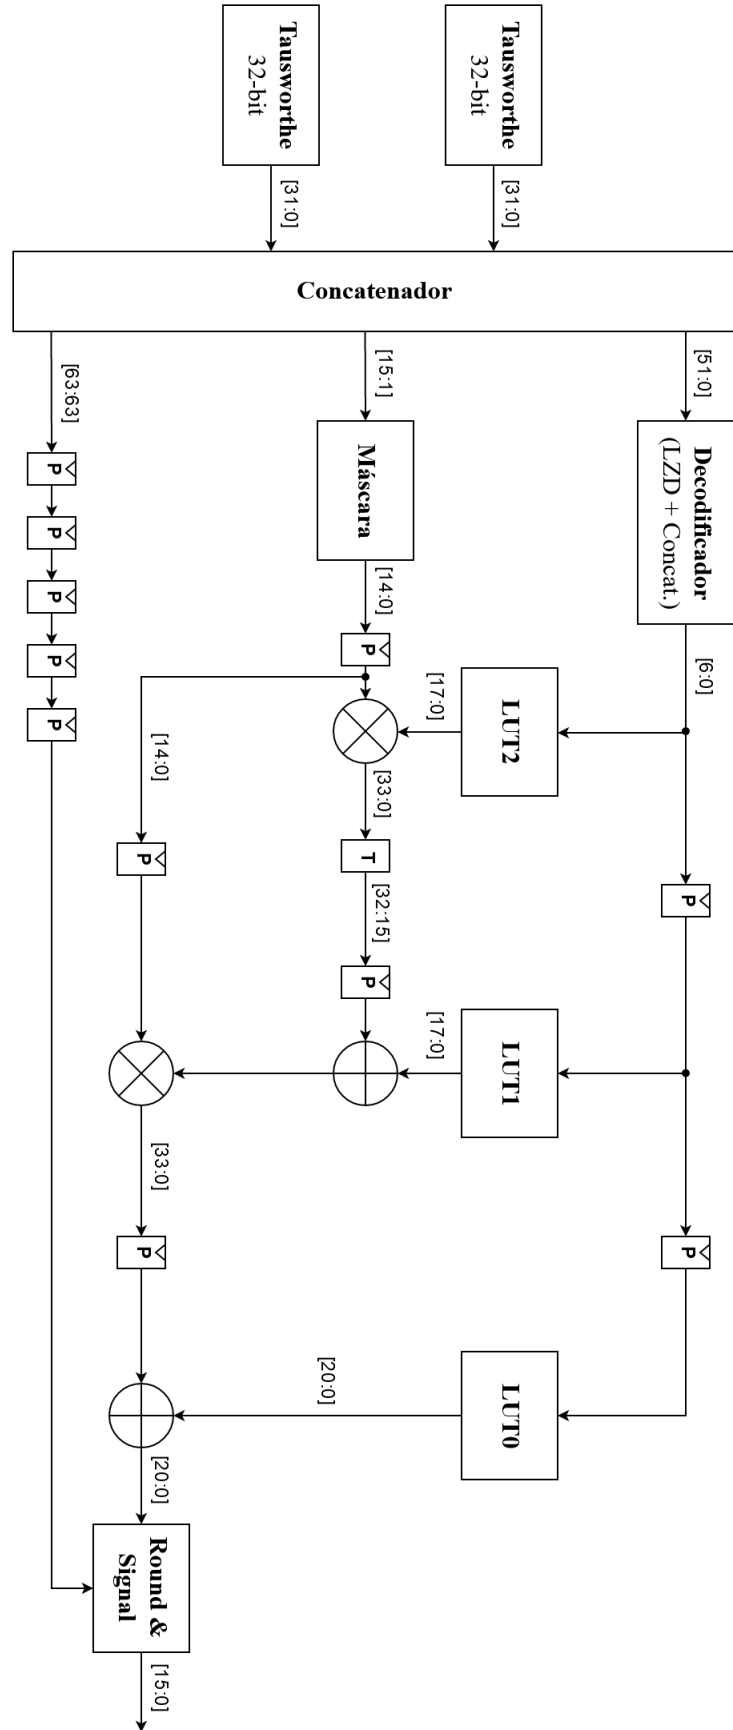 Tausworthe
32-bit
Tausworthe
32-bit
[31:0]
[31:0]
Concatenador
[63:63]
[15:1]
[51:0]
P
P
P
P
P
Máscara
[14:0]
P
Decodificador
(LZD + Concat.)
[6:0]
[17:0]
LUT2
[14:0]
[33:0]
P
T
[32:15]
P
P
[17:0]
LUT1
[33:0]
P
P
[20:0]
LUT0
[20:0]
Round &
Signal
[15:0]